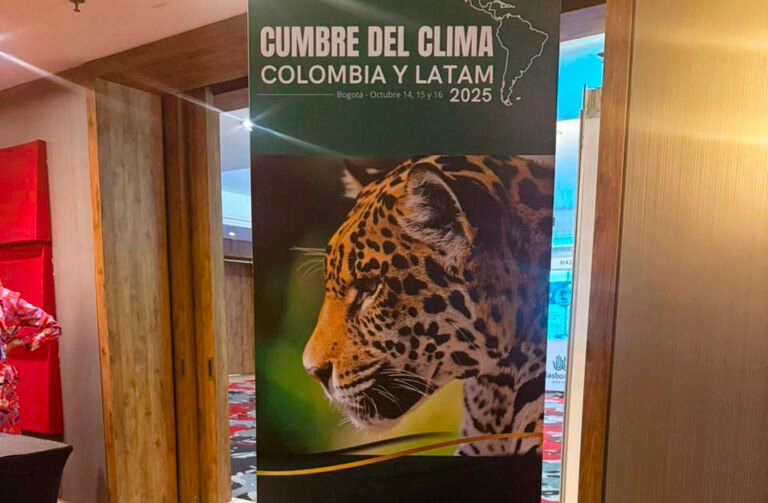 CUMBRE DEL CLIMA
COLOMBIA Y LATAM
Bogotá - Octubre 14, 15 y 16
2025